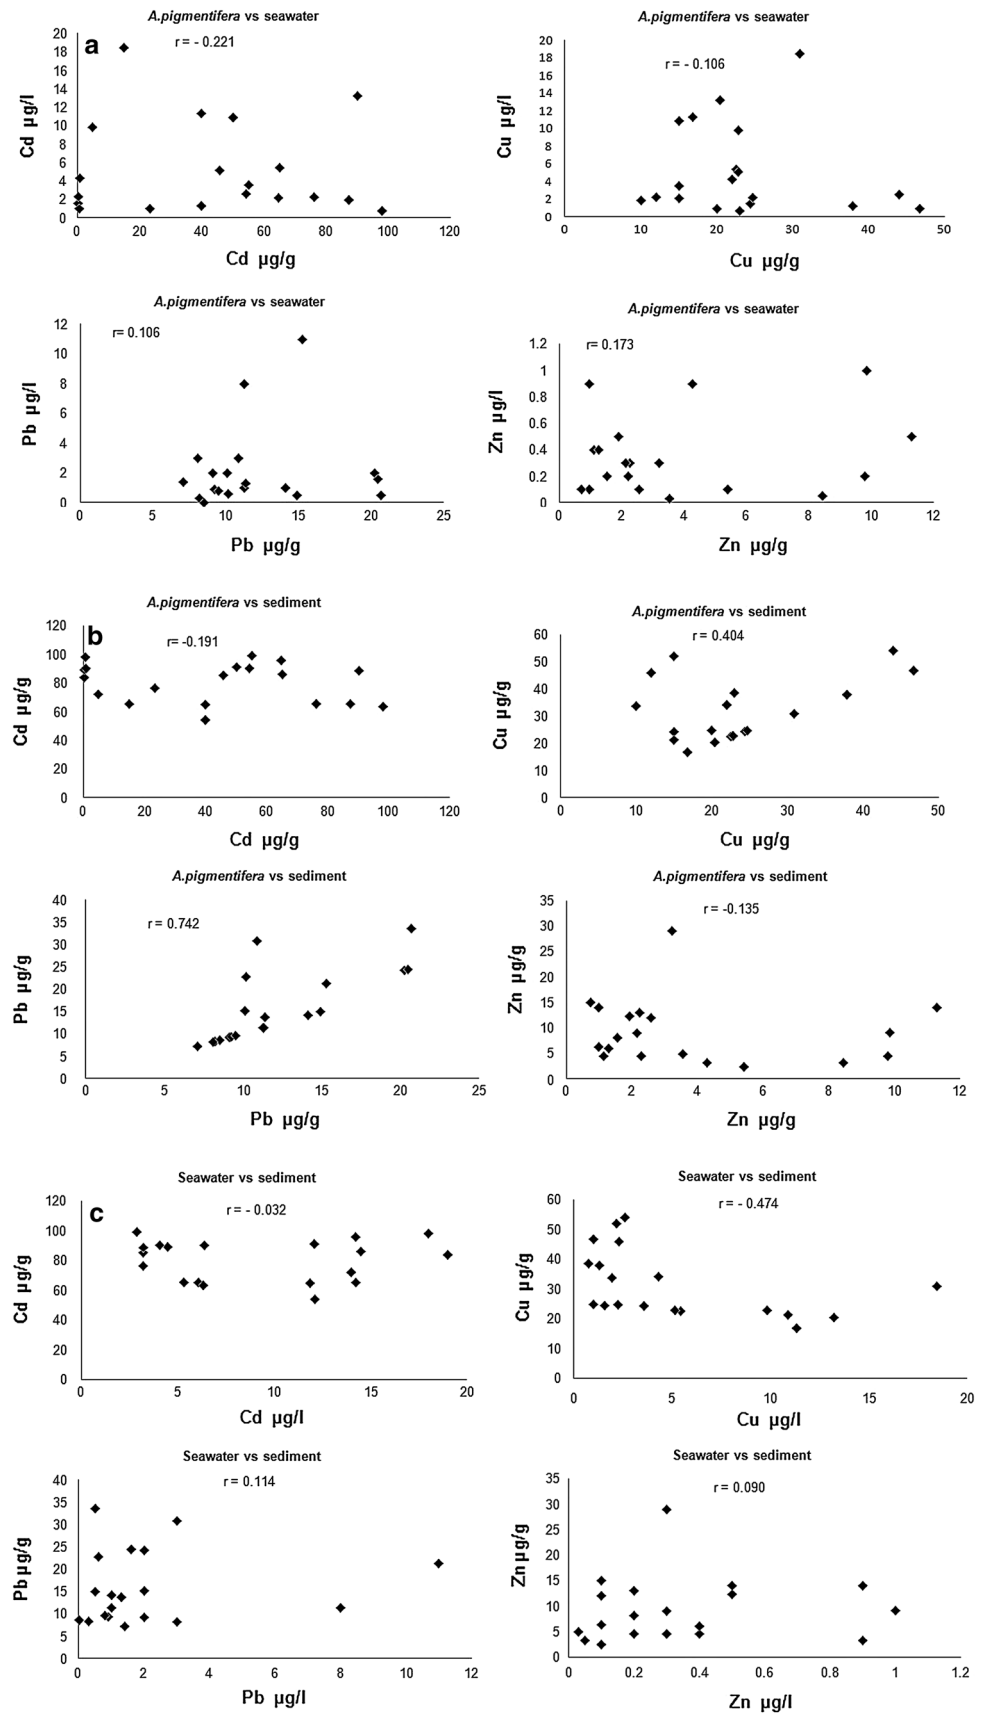 A.pigmentifera vs seawater
a
r = - 0.221
Cd µg/l
20
18
16
14
12
10
8
6
4
2
0
0 20 40 60 80 100 120
Cd µg/g
A.pigmentifera vs seawater
r = - 0.106
Cu µg/l
20
18
16
14
12
10
8
6
4
2
0
0 10 20 30 40 50
Cu µg/g
A.pigmentifera vs seawater
r= 0.106
Pb µg/l
12
10
8
6
4
2
0
0 5 10 15 20 25
Pb µg/g
A.pigmentifera vs seawater
r= 0.173
Zn µg/l
1.2
1
0.8
0.6
0.4
0.2
0
0 2 4 6 8 10 12
Zn µg/g
A.pigmentifera vs sediment
b
r= -0.191
Cd µg/g
120
100
80
60
40
20
0
0 20 40 60 80 100 120
Cd µg/g
A.pigmentifera vs sediment
r = 0.404
Cu µg/g
60
50
40
30
20
10
0
0 10 20 30 40 50
Cu µg/g
A.pigmentifera vs sediment
r = 0.742
Pb µg/g
40
35
30
25
20
15
10
5
0
0 5 10 15 20 25
Pb µg/g
A.pigmentifera vs sediment
r = -0.135
Zn µg/g
35
30
25
20
15
10
5
0
0 2 4 6 8 10 12
Zn µg/g
Seawater vs sediment
c
r = - 0.032
Cd µg/g
120
100
80
60
40
20
0
0 5 10 15 20
Cd µg/l
Seawater vs sediment
r = - 0.474
Cu µg/g
60
50
40
30
20
10
0
0 5 10 15 20
Cu µg/l
Seawater vs sediment
r = 0.114
Pb µg/g
40
35
30
25
20
15
10
5
0
0 2 4 6 8 10 12
Pb µg/l
Seawater vs sediment
r = 0.090
Zn µg/g
35
30
25
20
15
10
5
0
0 0.2 0.4 0.6 0.8 1 1.2
Zn µg/l